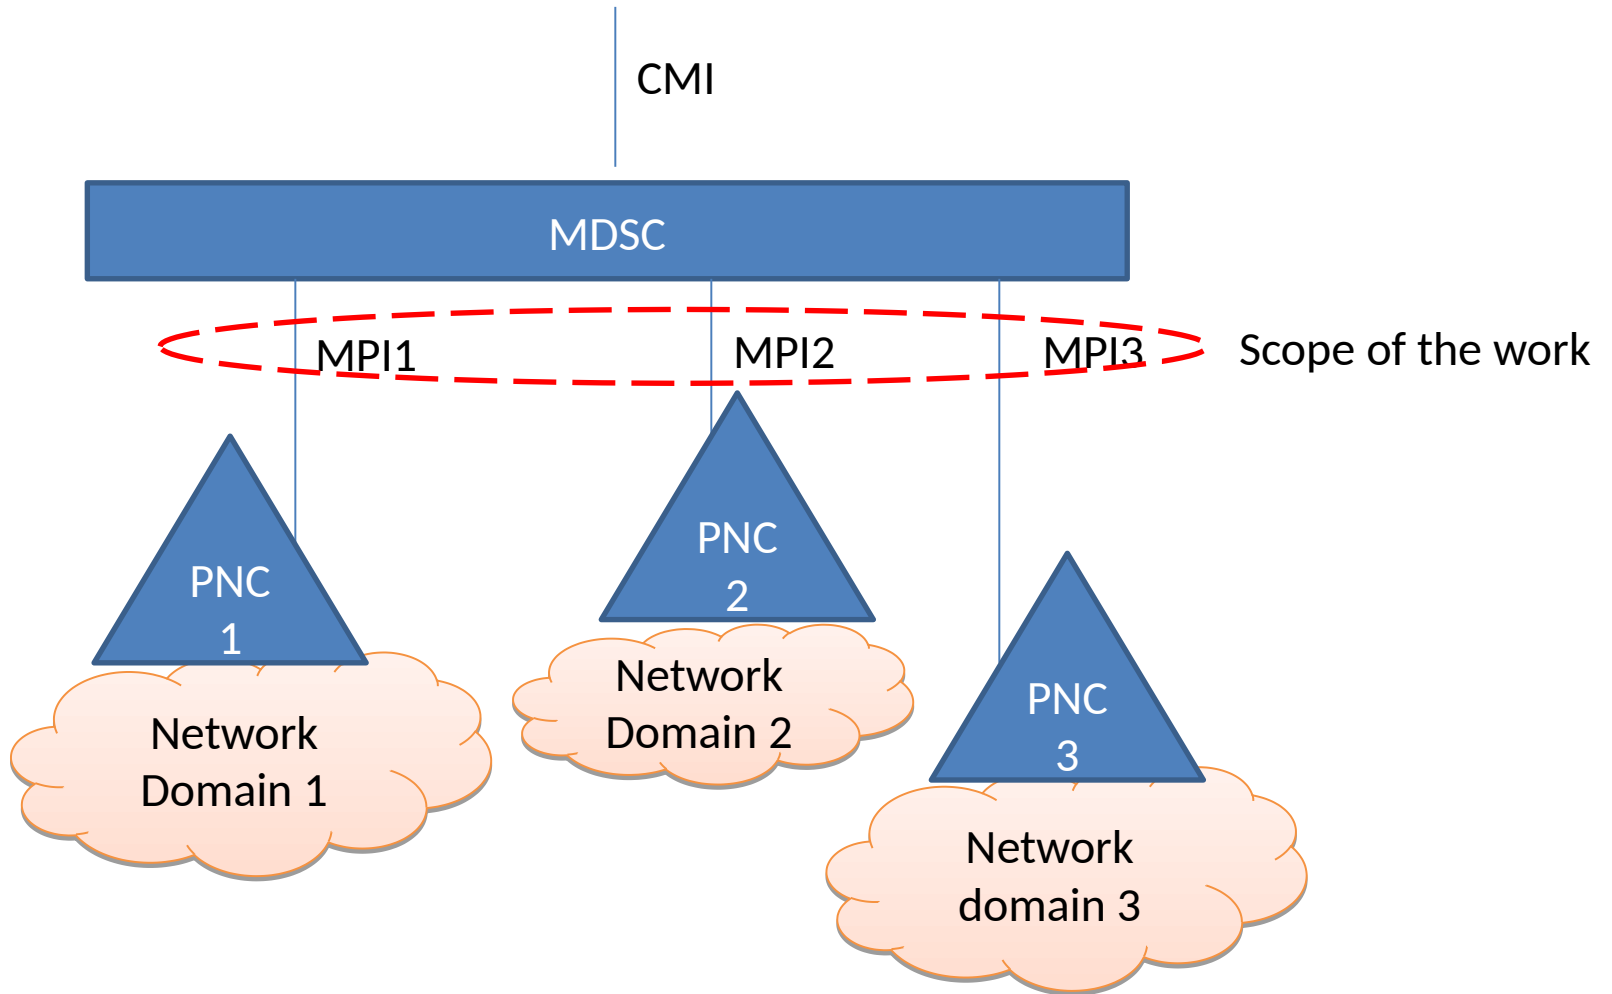 CMI
MDSC
MPI1
MPI2
MPI3
Scope of the work
PNC
1
PNC
2
PNC
3
Network
Domain 1
Network
Domain 2
Network
domain 3